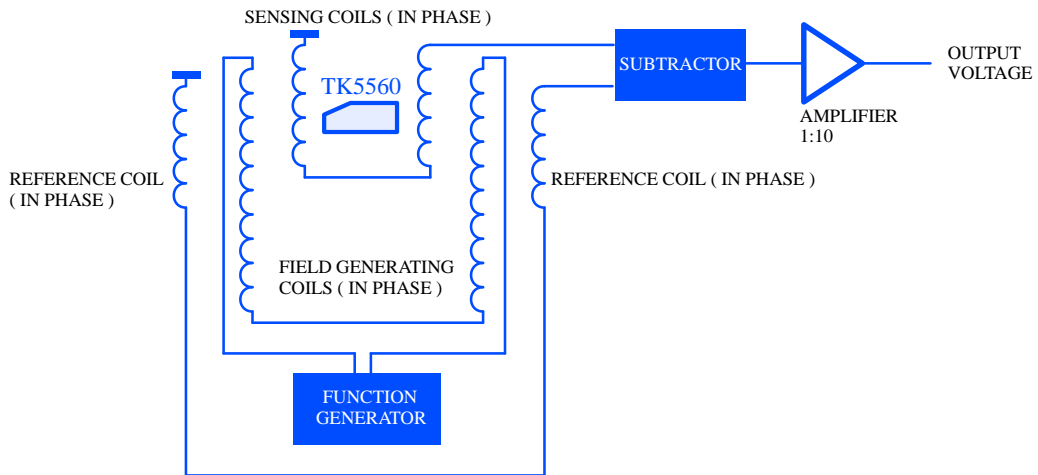 SENSING COILS ( IN PHASE )
TK5560
SUBTRACTOR
OUTPUT
VOLTAGE
AMPLIFIER
1:10
REFERENCE COIL
( IN PHASE )
REFERENCE COIL ( IN PHASE )
FIELD GENERATING
COILS ( IN PHASE )
FUNCTION
GENERATOR